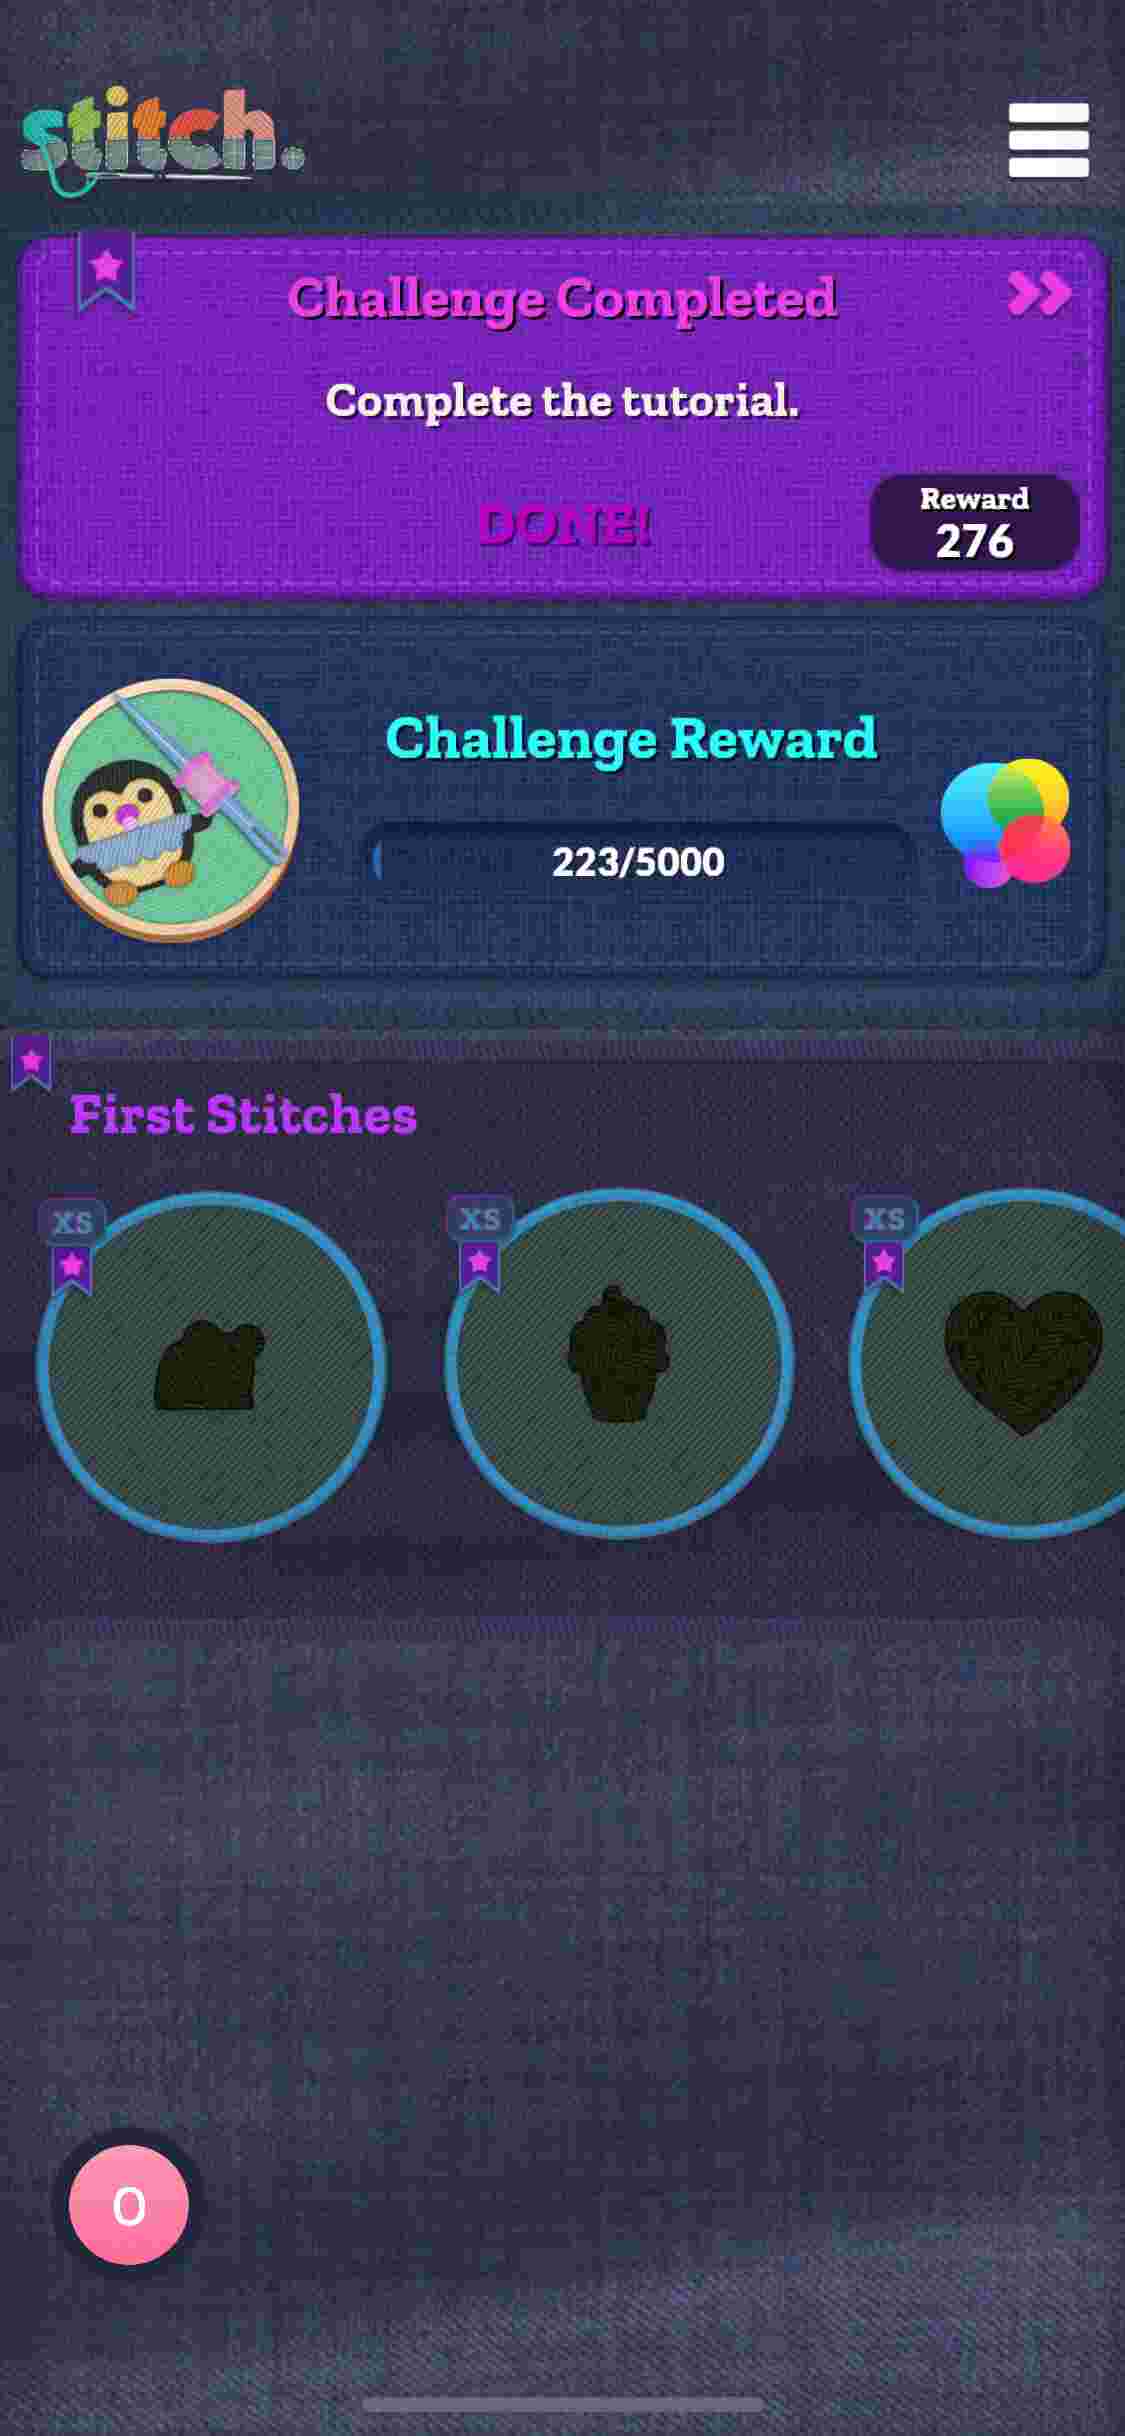 stitch.
Challenge Completed
Complete the tutorial.
DONE!
Reward
276
Challenge Reward
223/5000
First Stitches
XS
XS
XS
0